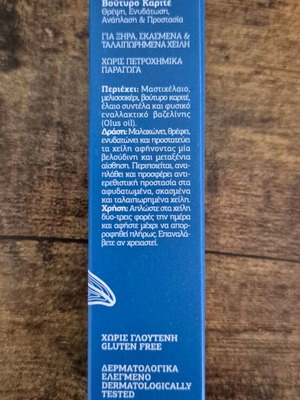 Βούτυρο Καριτέ
Θρέψη, Ενυδάτωση,
Ανάπλαση & Προστασία
ΓΙΑ ΞΗΡΑ, ΣΚΑΣΜΕΝΑ &
ΤΑΛΑΙΠΩΡΗΜΕΝΑ ΧΕΙΛΗ
ΧΩΡΙΣ ΠΕΤΡΟΧΗΜΙΚΑ
ΠΑΡΑΓΩΓΑ
Περιέχει: Μαστιχέλαιο,
μελισσοκέρι, βούτυρο καριτέ,
έλαιο συντέλα και φυσικό
εναλλακτικό βαζελίνης
(Olus oil).
Δράση: Μαλακώνει, θρέφει,
ενυδατώνει και προστατεύει
τα χείλη αφήνοντας μία
βελούδινη και μεταξένια
αίσθηση. Περιποιείται, ανα-
πλάθει και προσφέρει αντι-
ερεθιστική προστασία στα
αφυδατωμένα, σκασμένα
και ταλαιπωρημένα χείλη.
Χρήση: Απλώστε στα χείλη
δυο-τρεις φορές την ημέρα
και αφήστε μέχρι να απορ-
ροφηθεί πλήρως. Επαναλά-
βετε αν χρειαστεί.
ΧΩΡΙΣ ΓΛΟΥΤΕΝΗ
GLUTEN FREE
ΔΕΡΜΑΤΟΛΟΓΙΚΑ
ΕΛΕΓΜΕΝΟ
DERMATOLOGICALLY
TESTED